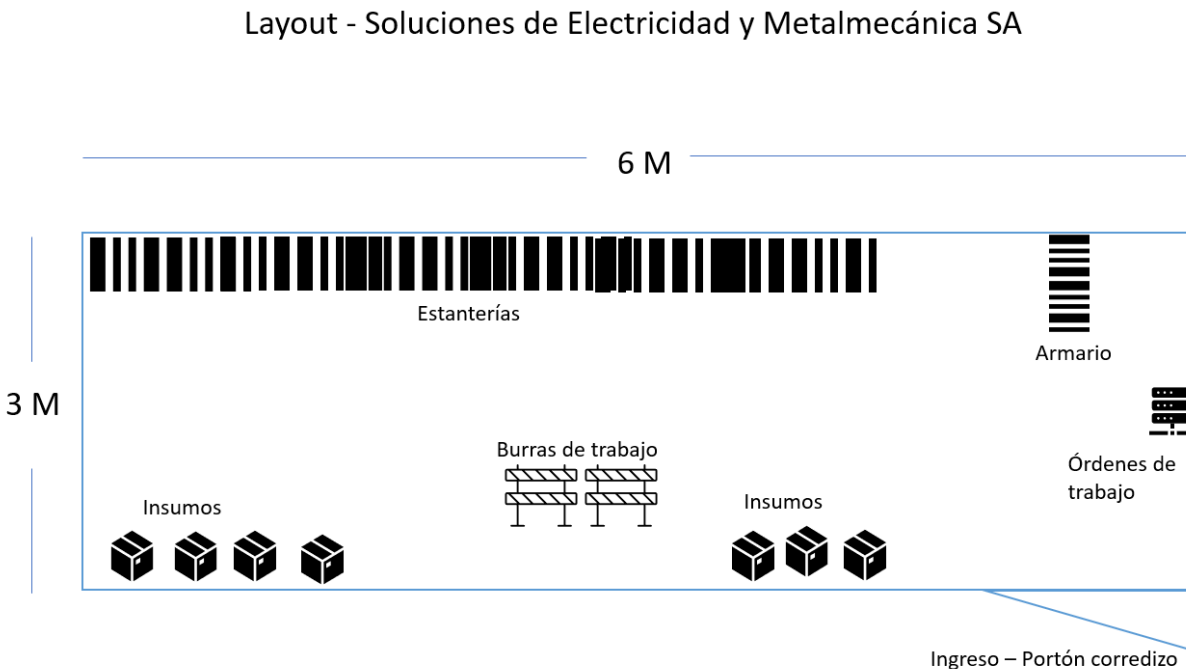 Layout - Soluciones de Electricidad y Metalmecánica SA
6 M
Estanterías
Armario
3 M
Burras de trabajo
Órdenes de
trabajo
Insumos
Insumos
Ingreso – Portón corredizo